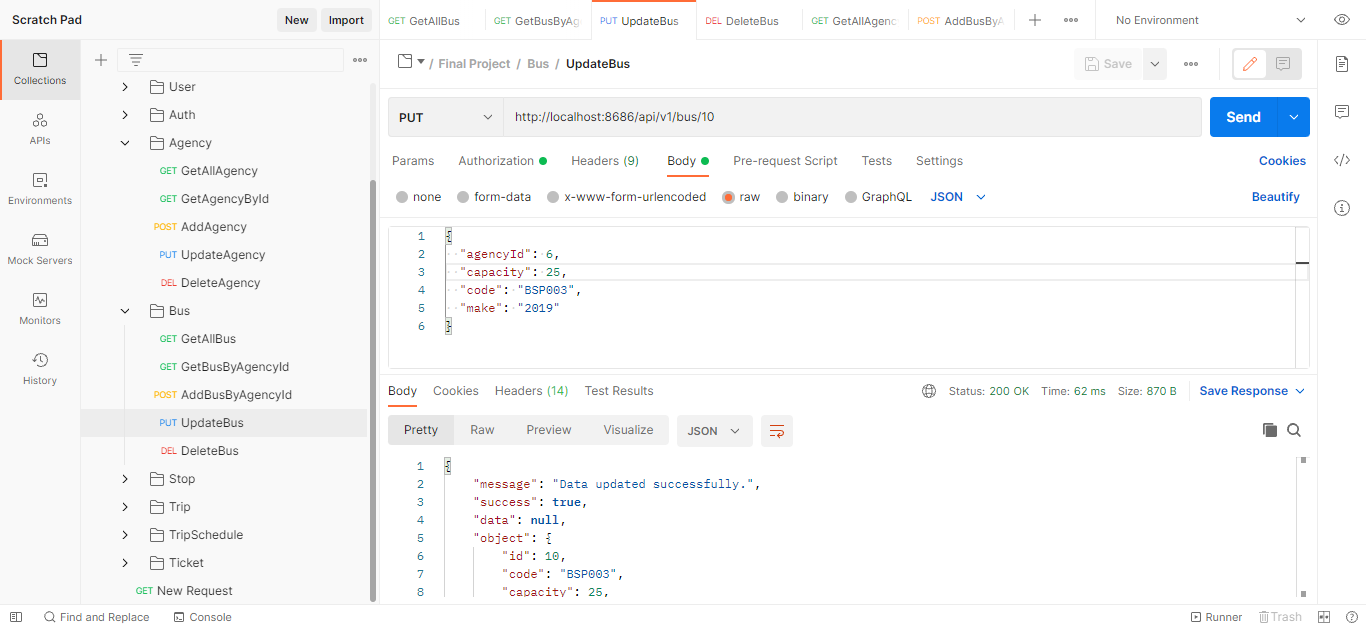 Scratch Pad
New
Import
GET GetAllBus
GET GetBusByAg
PUT UpdateBus
DEL DeleteBus
GET GetAllAgenc
POST AddBusByA
No Environment
Collections
APIs
Environments
Mock Servers
Monitors
History
User
Auth
Agency
GET GetAllAgency
GET GetAgencyById
POST AddAgency
PUT UpdateAgency
DEL DeleteAgency
Bus
GET GetAllBus
GET GetBusByAgencyId
POST AddBusByAgencyId
PUT UpdateBus
DEL DeleteBus
Stop
Trip
TripSchedule
Ticket
GET New Request
/ Final Project / Bus / UpdateBus
Save
PUT
http://localhost:8686/api/v1/bus/10
Send
Params
Authorization
Headers (9)
Body
Pre-request Script
Tests
Settings
Cookies
none
form-data
x-www-form-urlencoded
raw
binary
GraphQL
JSON
Beautify
1 {
2 "agencyId": 6,
3 "capacity": 25,
4 "code": "BSP003",
5 "make": "2019"
6 }
Body
Cookies
Headers (14)
Test Results
Status: 200 OK
Time: 62 ms
Size: 870 B
Save Response
Pretty
Raw
Preview
Visualize
JSON
1 {
2 "message": "Data updated successfully.",
3 "success": true,
4 "data": null,
5 "object": {
6 "id": 10,
7 "code": "BSP003",
8 "capacity": 25,
Find and Replace
Console
Runner
Trash